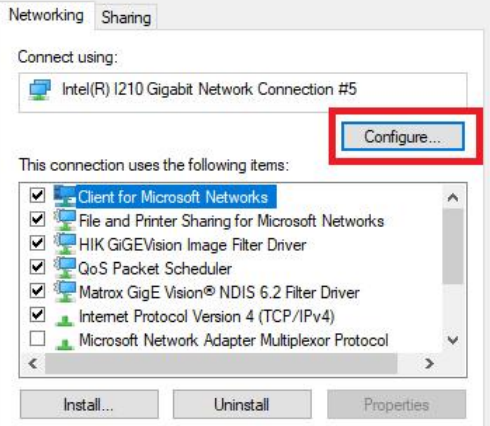 Networking Sharing
Connect using:
Intel(R) I210 Gigabit Network Connection #5
Configure...
This connection uses the following items:
Client for Microsoft Networks
File and Printer Sharing for Microsoft Networks
HIK GiGEVision Image Filter Driver
QoS Packet Scheduler
Matrox GigE Vision® NDIS 6.2 Filter Driver
Internet Protocol Version 4 (TCP/IPv4)
Microsoft Network Adapter Multiplexor Protocol
Install... Uninstall Properties